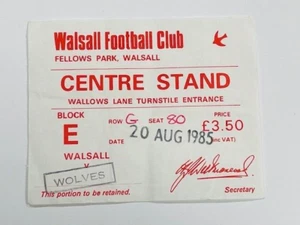 Walsall Football Club
FELLOWS PARK, WALSALL
CENTRE STAND
WALLOWS LANE TURNSTILE ENTRANCE
BLOCK ROW G SEAT 80 PRICE
E £3.50
DATE 20 AUG 1985 (inc VAT)
WALSALL
v
WOLVES
This portion to be retained. Secretary